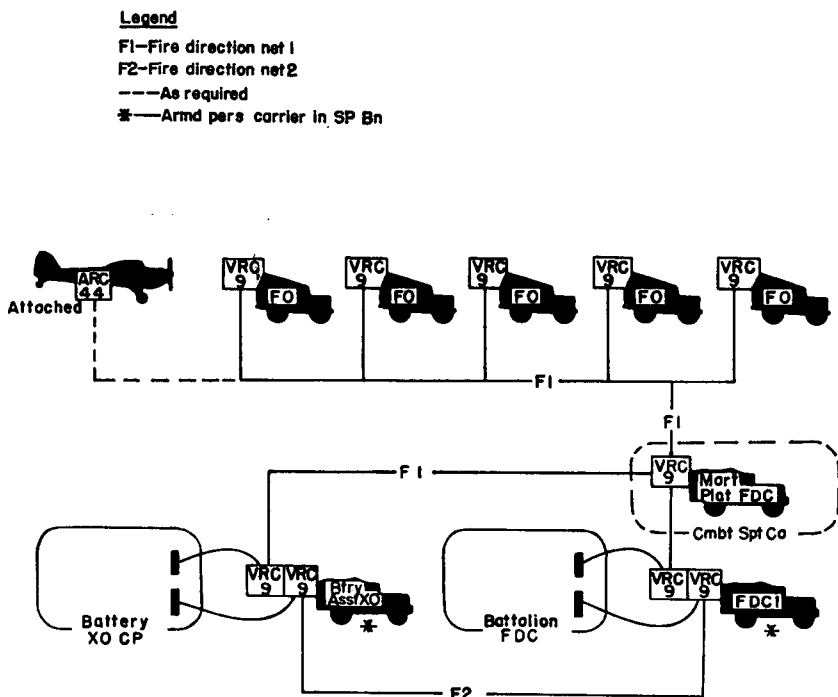 Legend
F1—Fire direction net 1
F2—Fire direction net 2
----As required
*—Armd pers carrier in SP Bn
ARC 44
Attached
VRC 9
FO
VRC 9
FO
VRC 9
FO
VRC 9
FO
VRC 9
FO
F1
F1
F1
VRC 9
Mort Plat FDC
Cmbt Spt Co
VRC 9
VRC 9
Btry Asst XO
*
Battery XO CP
VRC 9
VRC 9
FDC1
*
Battalion FDC
F2